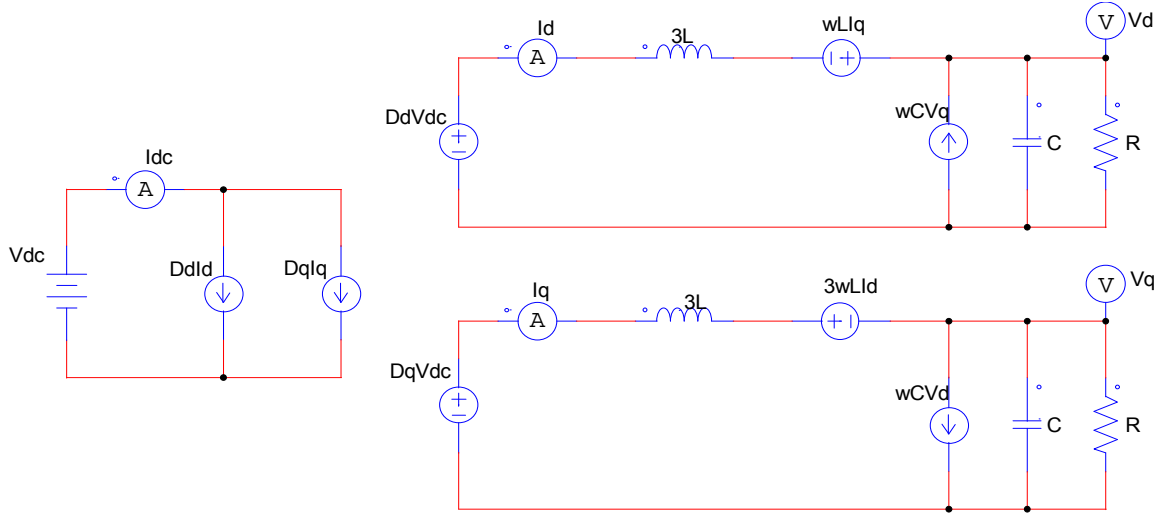 Idc
A
Vdc
DdId
DqIq
Id
A
3L
wLIq
V
Vd
DdVdc
wCVq
C
R
Iq
A
3L
3wLId
V
Vq
DqVdc
wCVd
C
R